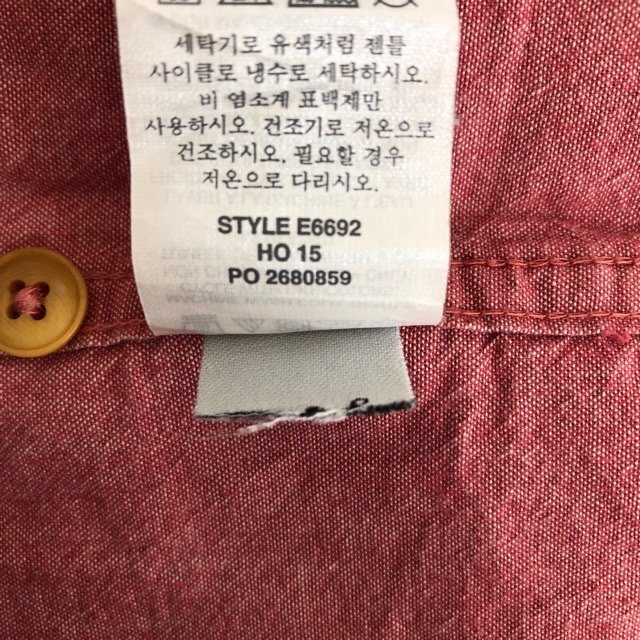 세탁기로 유색처럼 젠틀
사이클로 냉수로 세탁하시오.
비 염소계 표백제만
사용하시오. 건조기로 저온으로
건조하시오. 필요할 경우
저온으로 다리시오.
STYLE E6692
HO 15
PO 2680859